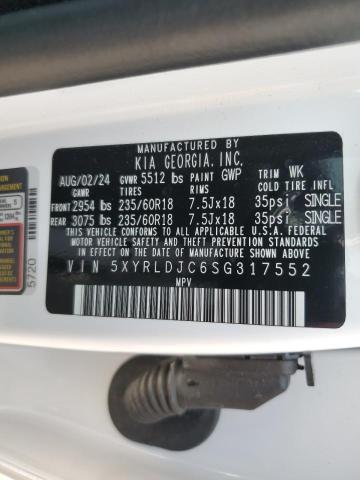 MANUFACTURED BY
KIA GEORGIA, INC.
AUG/02/24 GVWR 5512 lbs PAINT GWP TRIM WK
GAWR TIRES RIMS COLD TIRE INFL
FRONT 2954 lbs 235/60R18 7.5Jx18 35psi SINGLE
REAR 3075 lbs 235/60R18 7.5Jx18 35psi SINGLE
THIS VEHICLE CONFORMS TO ALL APPLICABLE U.S.A. FEDERAL
MOTOR VEHICLE SAFETY, BUMPER, AND THEFT PREVENTION
STANDARDS IN EFFECT ON THE DATE OF MANUFACTURE SHOWN ABOVE.
VIN 5XYRLDJC6SG317552
MPV
5720